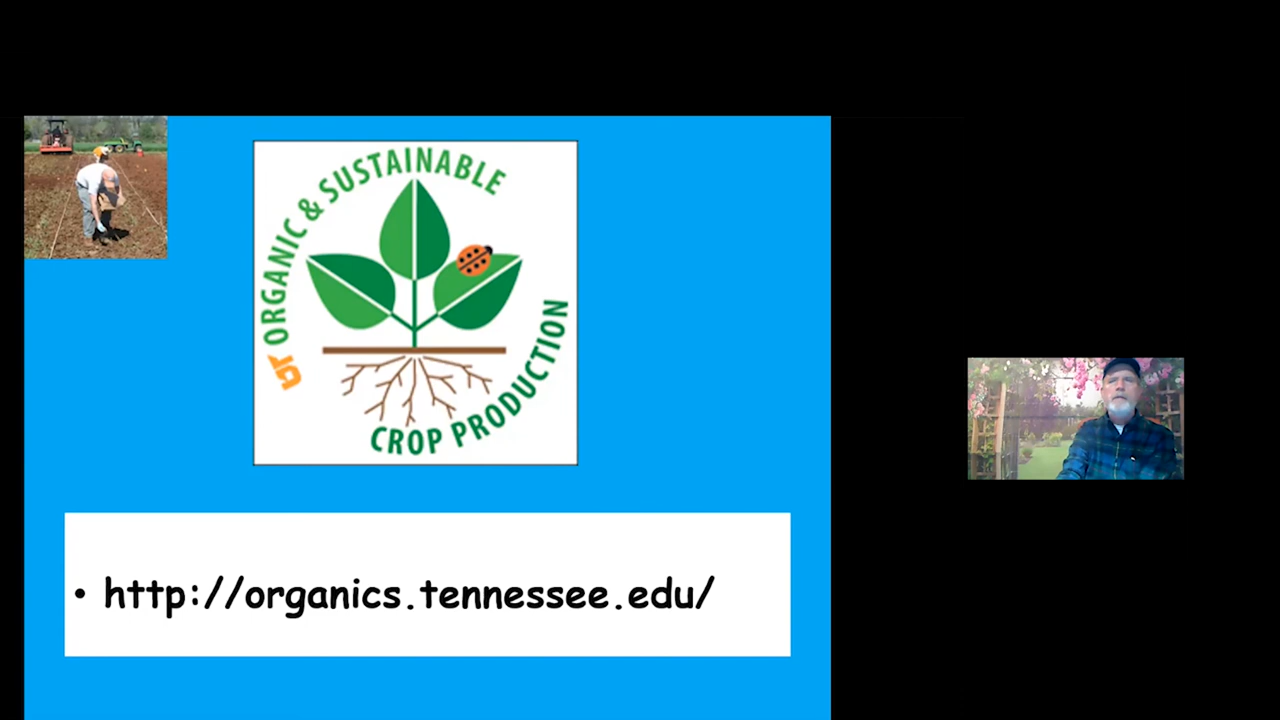 UT ORGANIC & SUSTAINABLE
CROP PRODUCTION
• http://organics.tennessee.edu/